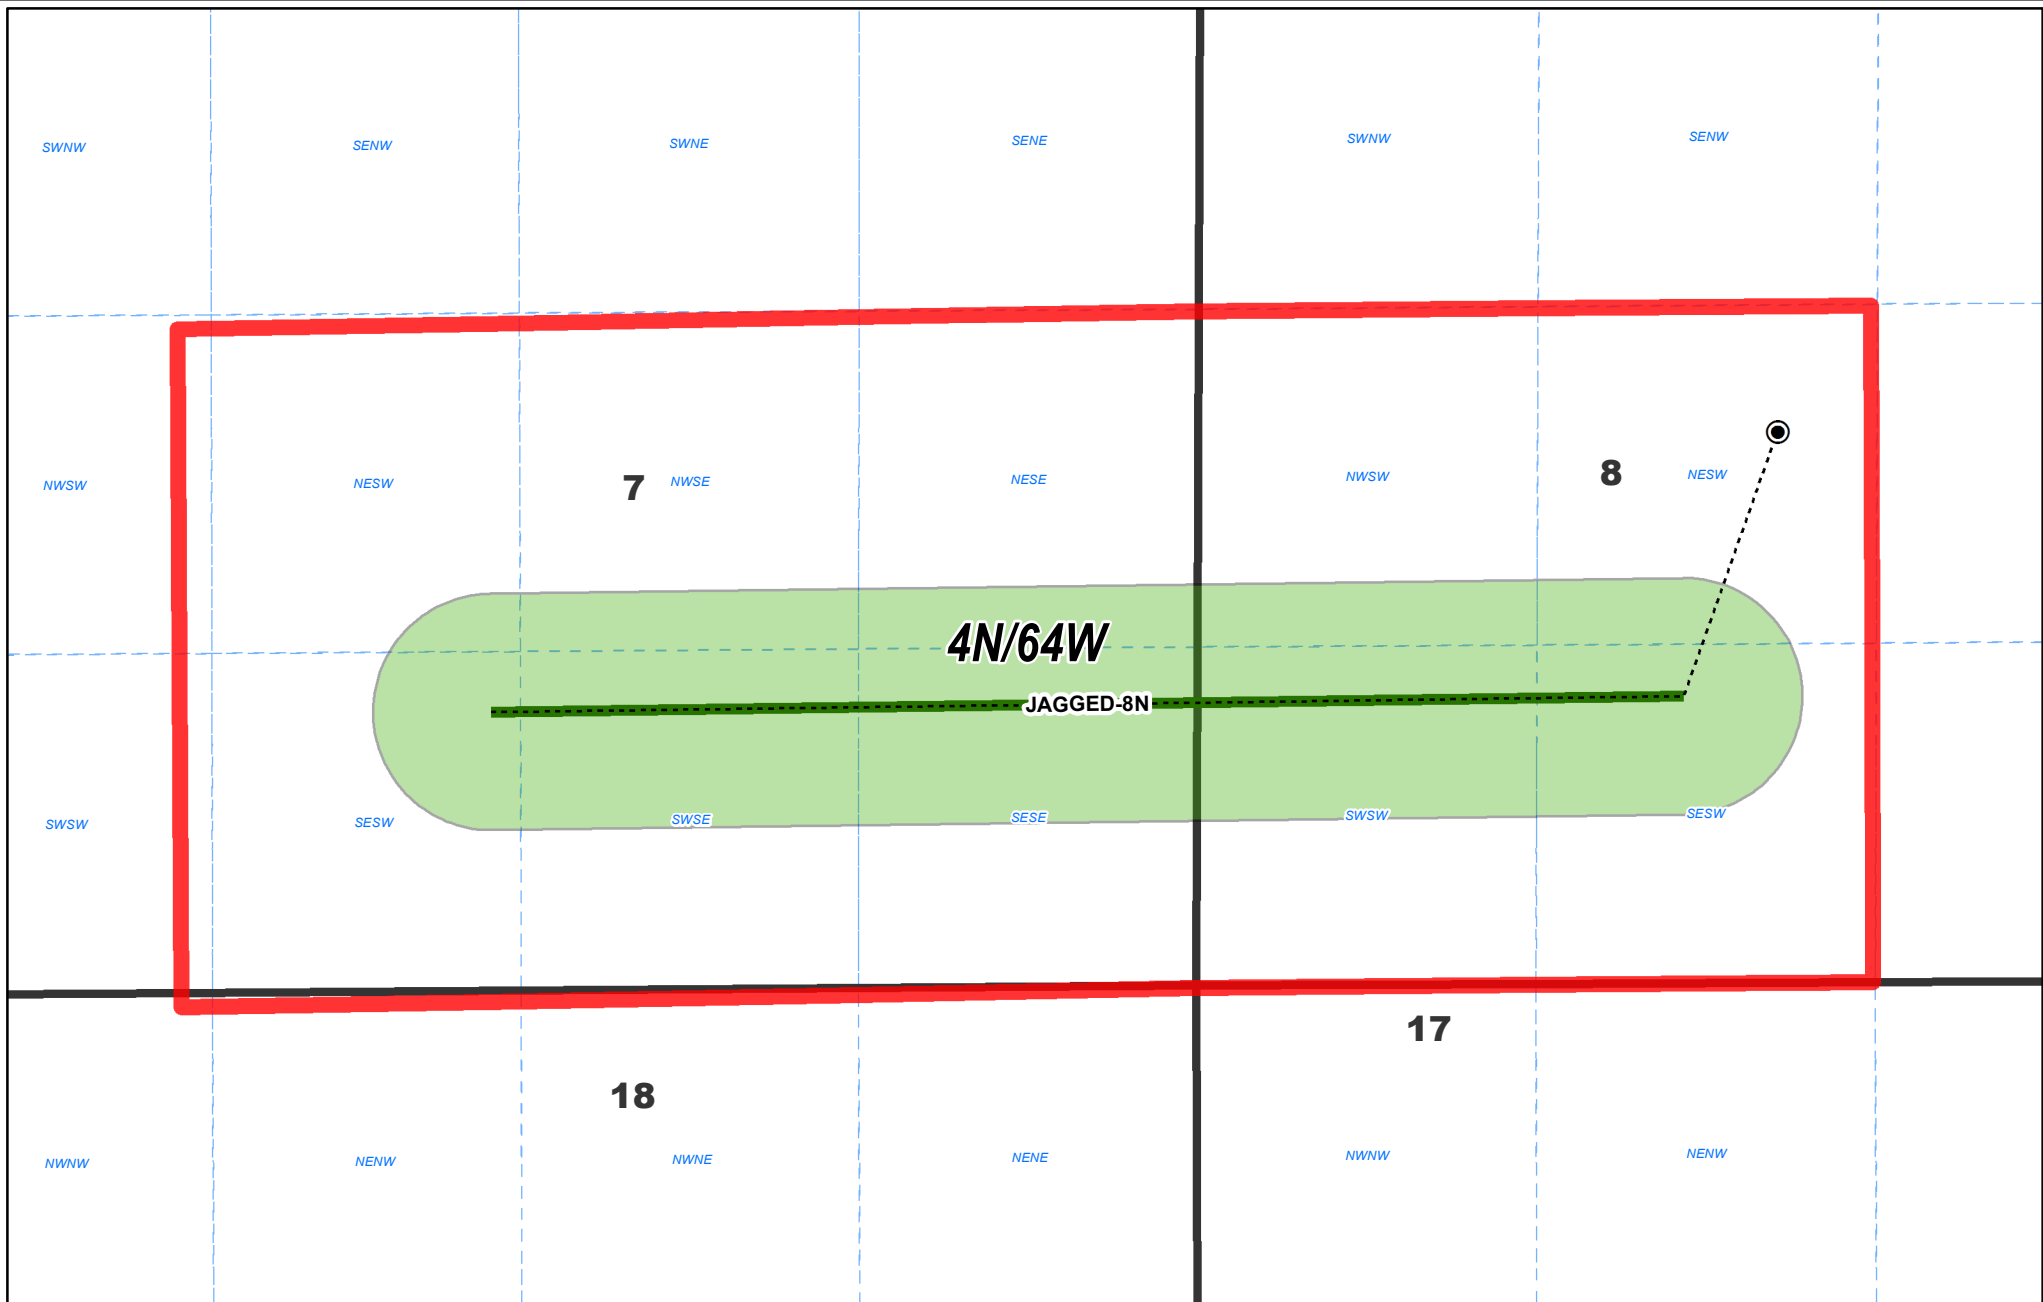 SWNW SENW SWNE SENE SWNW SENW
NWSW NESW 7 NWSE NESE NWSW 8 NESW
4N/64W
JAGGED-8N
SWSW SESW SWSE SESE SWSW SESW
17
18
NWNW NENW NWNE NENE NWNW NENW